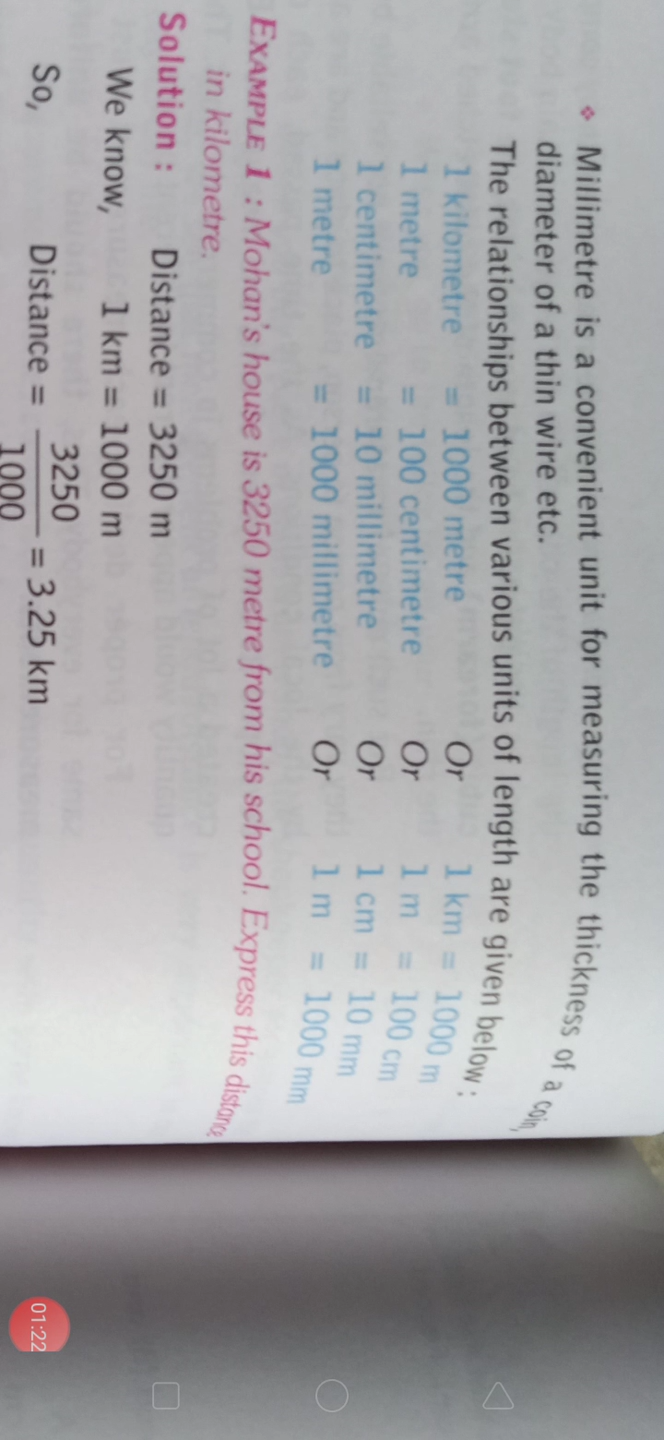 ❖ Millimetre is a convenient unit for measuring the thickness of a coin,
diameter of a thin wire etc.
The relationships between various units of length are given below :
1 kilometre = 1000 metre Or 1 km = 1000 m
1 metre = 100 centimetre Or 1 m = 100 cm
1 centimetre = 10 millimetre Or 1 cm = 10 mm
1 metre = 1000 millimetre Or 1 m = 1000 mm
EXAMPLE 1 : Mohan's house is 3250 metre from his school. Express this distance
in kilometre.
Solution : Distance = 3250 m
We know, 1 km = 1000 m
So, Distance = 3250/1000 = 3.25 km
01:22